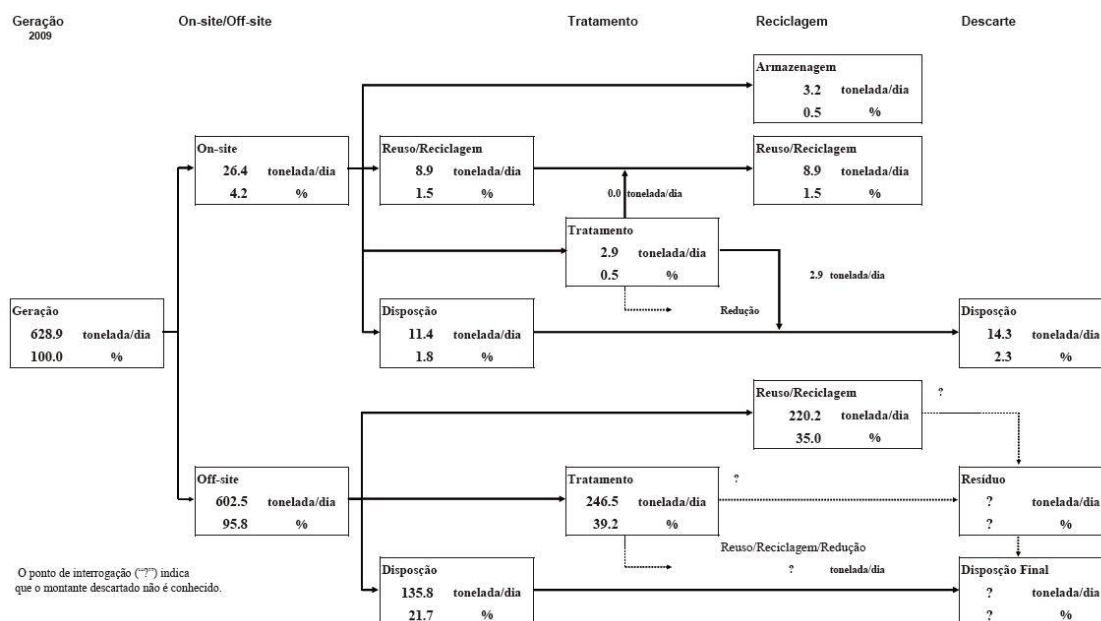 Geração
2009
On-site/Off-site
Tratamento
Reciclagem
Descarte
Armazenagem
3.2 tonelada/dia
0.5 %
On-site
26.4 tonelada/dia
4.2 %
Reuso/Reciclagem
8.9 tonelada/dia
1.5 %
Reuso/Reciclagem
8.9 tonelada/dia
1.5 %
0.0 tonelada/dia
Tratamento
2.9 tonelada/dia
0.5 %
2.9 tonelada/dia
Redução
Geração
628.9 tonelada/dia
100.0 %
Disposção
11.4 tonelada/dia
1.8 %
Disposção
14.3 tonelada/dia
2.3 %
Reuso/Reciclagem
220.2 tonelada/dia
35.0 %
?
Off-site
602.5 tonelada/dia
95.8 %
Tratamento
246.5 tonelada/dia
39.2 %
?
Resíduo
? tonelada/dia
? %
Reuso/Reciclagem/Redução
? tonelada/dia
O ponto de interrogação (“?”) indica
que o montante descartado não é conhecido.
Disposção
135.8 tonelada/dia
21.7 %
Disposção Final
? tonelada/dia
? %